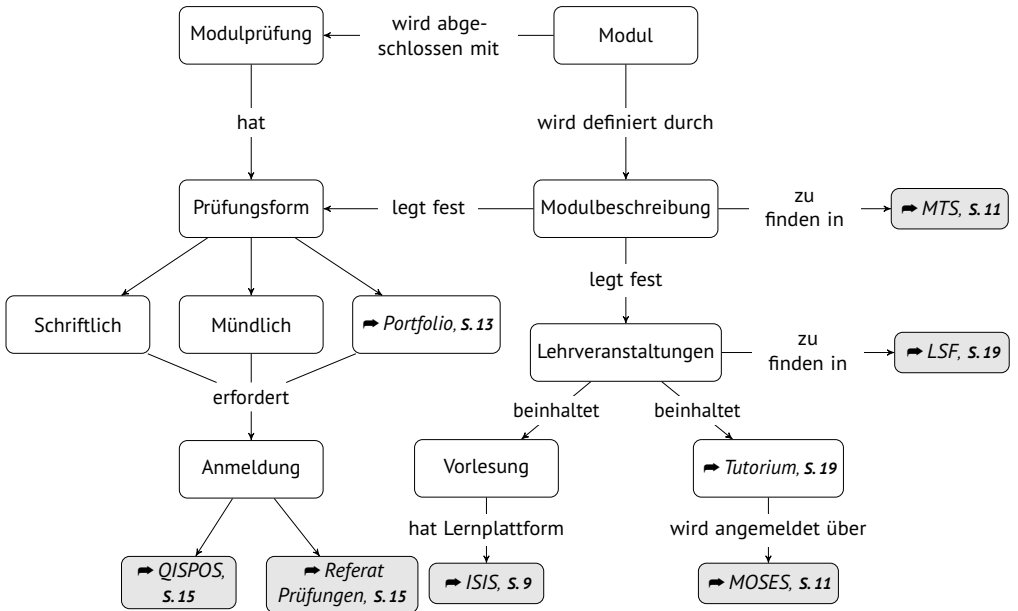 Modulprüfung
wird abge-
schlossen mit
Modul
hat
wird definiert durch
Prüfungsform
legt fest
Modulbeschreibung
zu
finden in
➦ MTS, S. 11
legt fest
Schriftlich
Mündlich
➦ Portfolio, S. 13
Lehrveranstaltungen
zu
finden in
➦ LSF, S. 19
erfordert
beinhaltet
beinhaltet
Anmeldung
Vorlesung
➦ Tutorium, S. 19
hat Lernplattform
wird angemeldet über
➦ QISPOS,
S. 15
➦ Referat
Prüfungen, S. 15
➦ ISIS, S. 9
➦ MOSES, S. 11